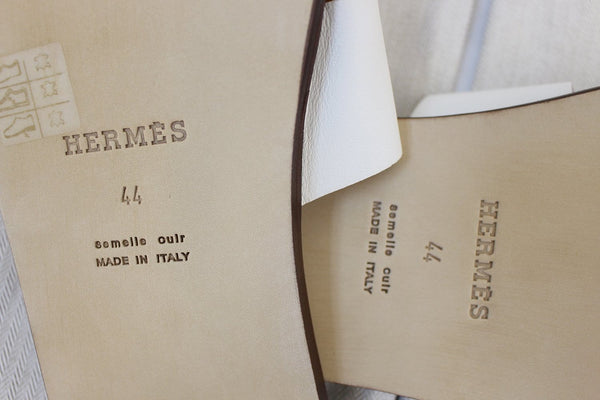 HERMÈS
44
semelle cuir
MADE IN ITALY
HERMÈS
44
semelle cuir
MADE IN ITALY